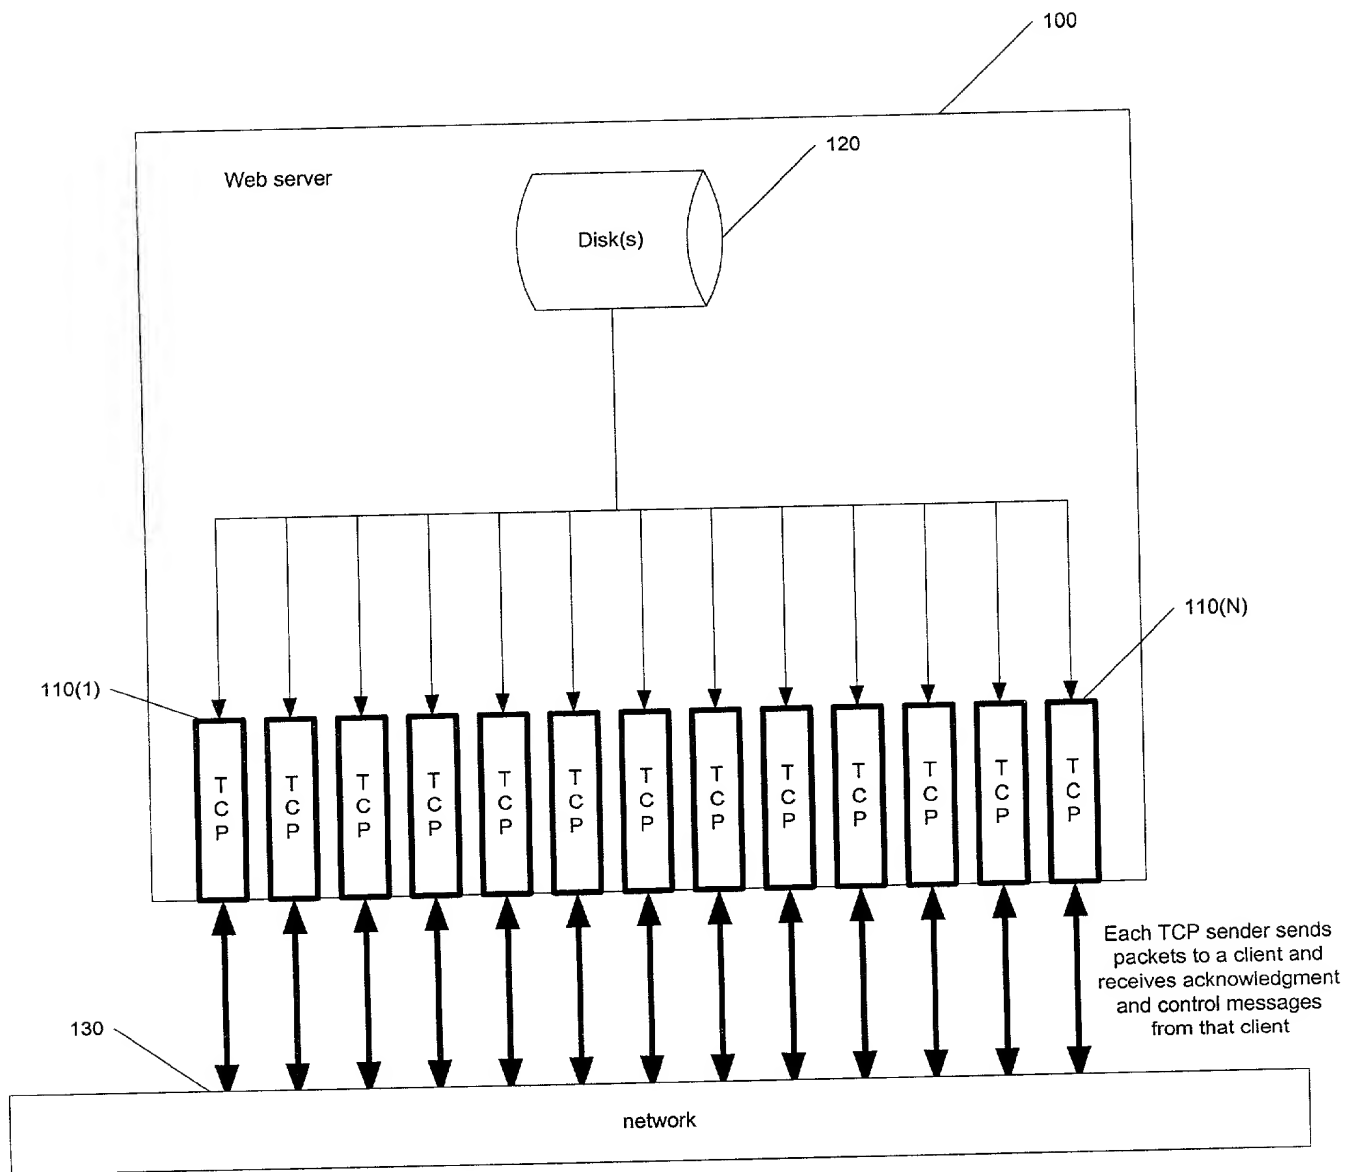 100
120
Web server
Disk(s)
110(N)
110(1)
T C P
T C P
T C P
T C P
T C P
T C P
T C P
T C P
T C P
T C P
T C P
T C P
T C P
Each TCP sender sends
packets to a client and
receives acknowledgment
and control messages
from that client
130
network